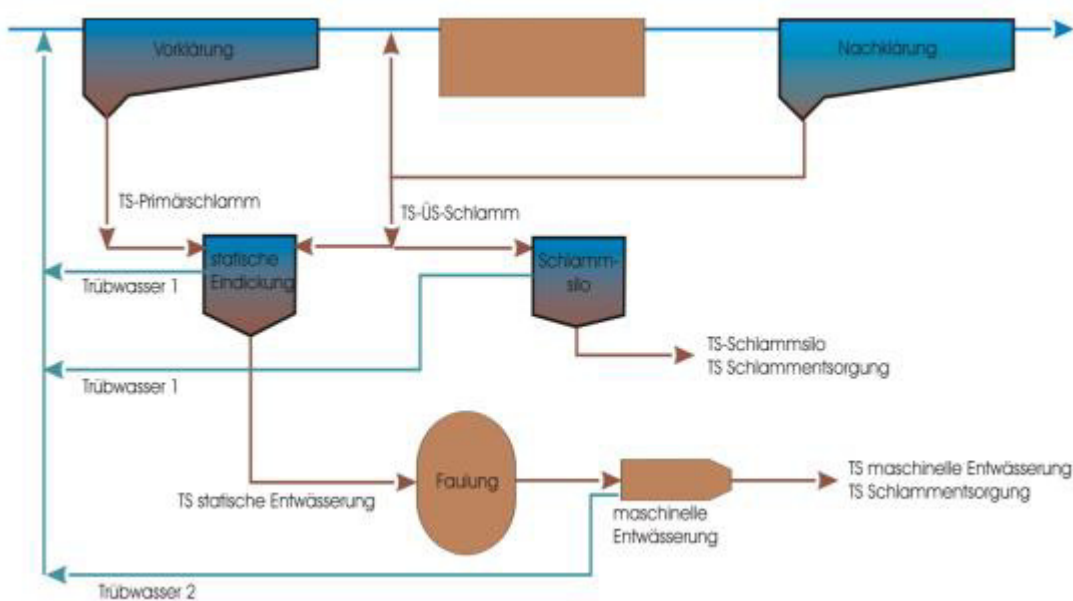 Vorklärung
Nachklärung
TS-Primärschlamm
TS-ÜS-Schlamm
statische
Eindickung
Schlamm-
silo
Trübwasser 1
TS-Schlammsilo
TS Schlammentsorgung
Trübwasser 1
Faulung
TS maschinelle Entwässerung
TS Schlammentsorgung
TS statische Entwässerung
maschinelle
Entwässerung
Trübwasser 2